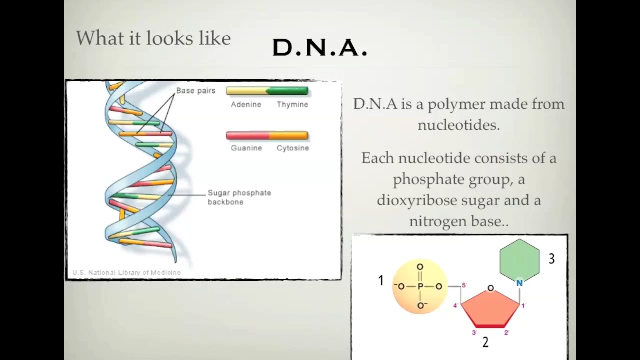 What it looks like
D.N.A.
Base pairs
Adenine Thymine
Guanine Cytosine
Sugar phosphate
backbone
U.S. National Library of Medicine
D.N.A is a polymer made from
nucleotides.
Each nucleotide consists of a
phosphate group, a
dioxyribose sugar and a
nitrogen base..
1
O
⁻O P O
O⁻
5'
4'
O
N
1'
3' 2'
2
3